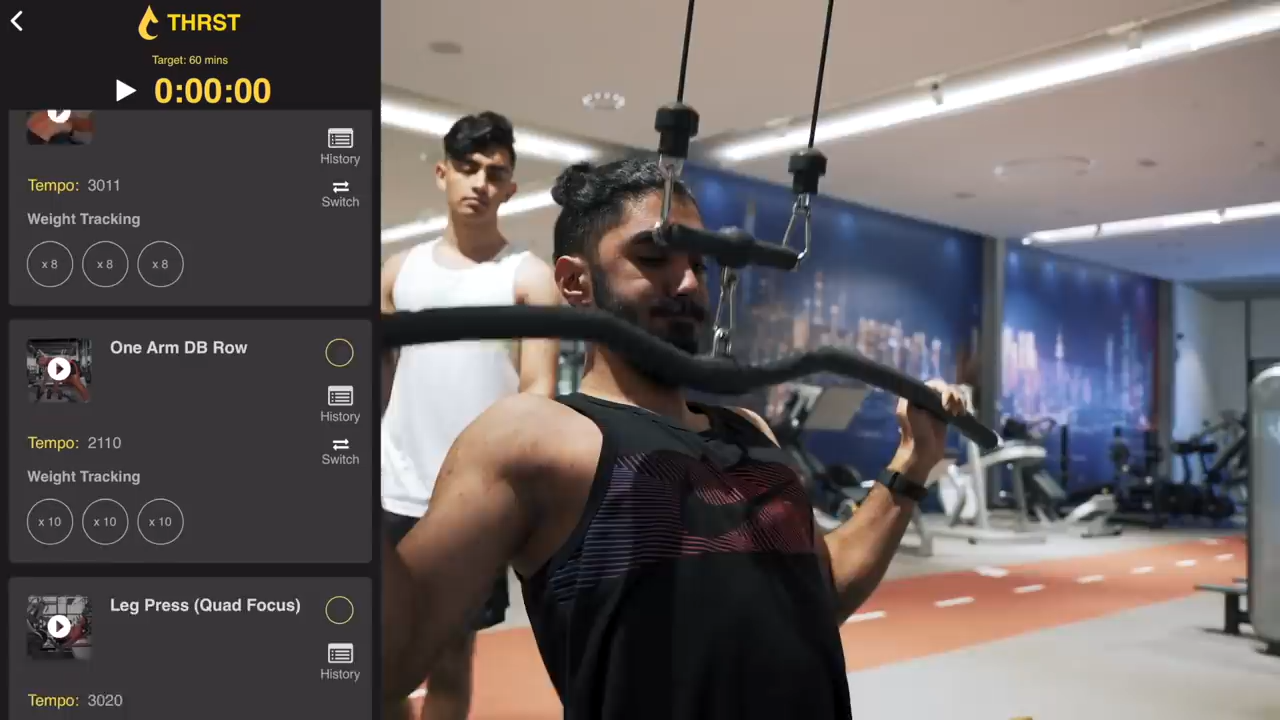 THRST
Target: 60 mins
0:00:00
History
Tempo: 3011
Switch
Weight Tracking
x 8 x 8 x 8
One Arm DB Row
History
Tempo: 2110
Switch
Weight Tracking
x 10 x 10 x 10
Leg Press (Quad Focus)
History
Tempo: 3020